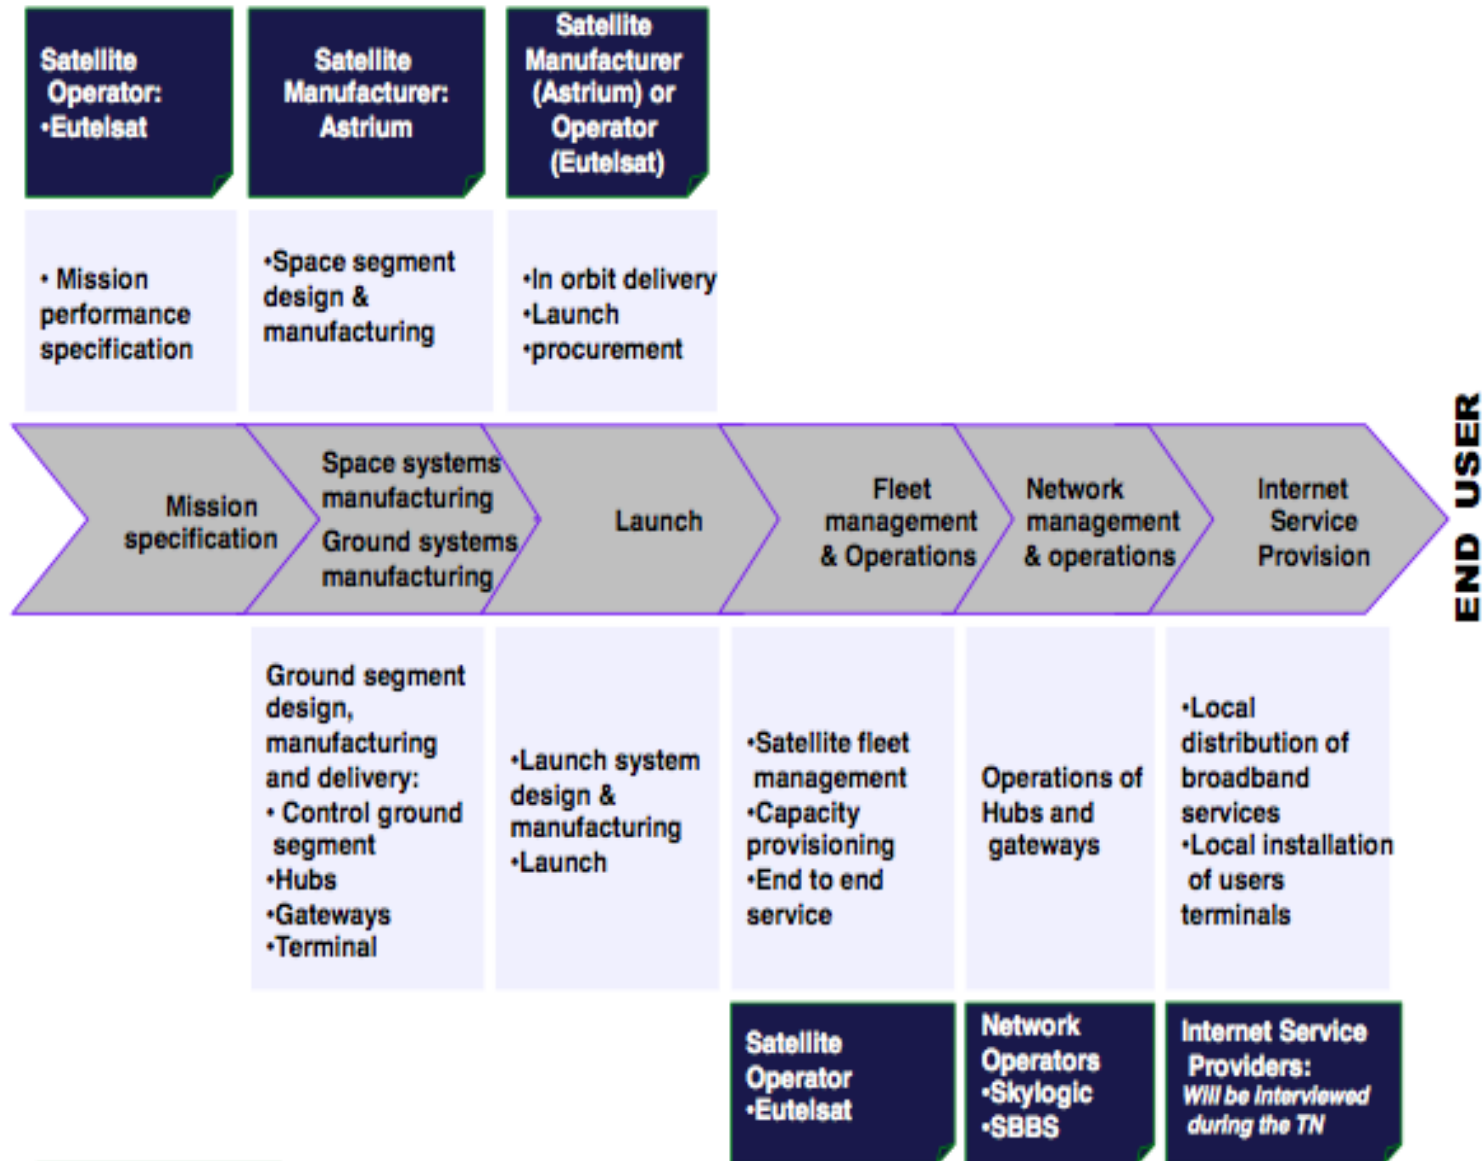 Satellite
Operator:
•Eutelsat
Satellite
Manufacturer:
Astrium
Satellite
Manufacturer
(Astrium) or
Operator
(Eutelsat)
• Mission
performance
specification
•Space segment
design &
manufacturing
•In orbit delivery
•Launch
•procurement
Mission
specification
Space systems
manufacturing
Ground systems
manufacturing
Launch
Fleet
management
& Operations
Network
management
& operations
Internet
Service
Provision
END USER
Ground segment
design,
manufacturing
and delivery:
• Control ground
segment
•Hubs
•Gateways
•Terminal
•Launch system
design &
manufacturing
•Launch
•Satellite fleet
management
•Capacity
provisioning
•End to end
service
Operations of
Hubs and
gateways
•Local
distribution of
broadband
services
•Local installation
of users
terminals
Satellite
Operator
•Eutelsat
Network
Operators
•Skylogic
•SBBS
Internet Service
Providers:
Will be interviewed
during the TN